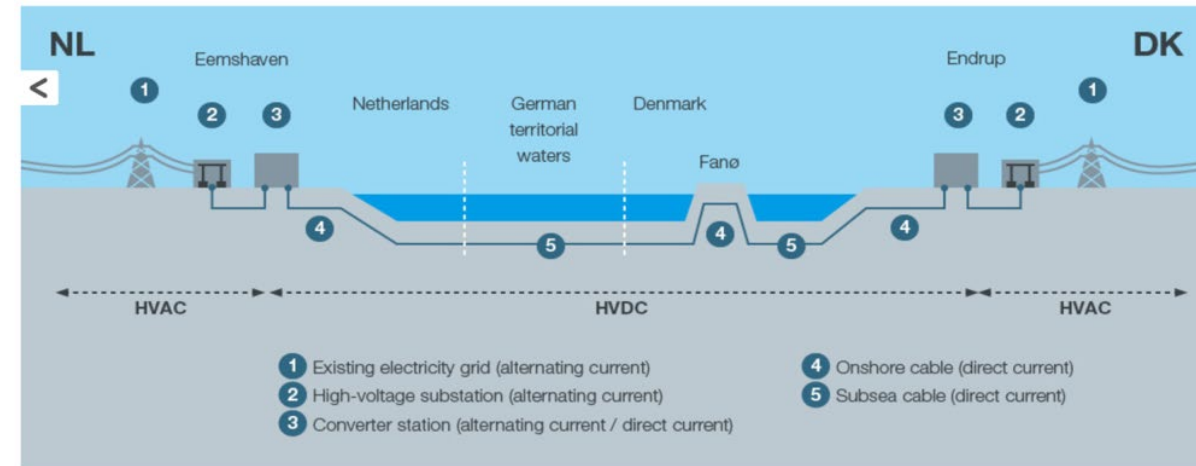 NL
DK
Eemshaven
Endrup
<
1
2
3
Netherlands
German
territorial
waters
Denmark
Fanø
3
2
1
4
5
4
5
4
HVAC
HVDC
HVAC
1 Existing electricity grid (alternating current)
2 High-voltage substation (alternating current)
3 Converter station (alternating current / direct current)
4 Onshore cable (direct current)
5 Subsea cable (direct current)